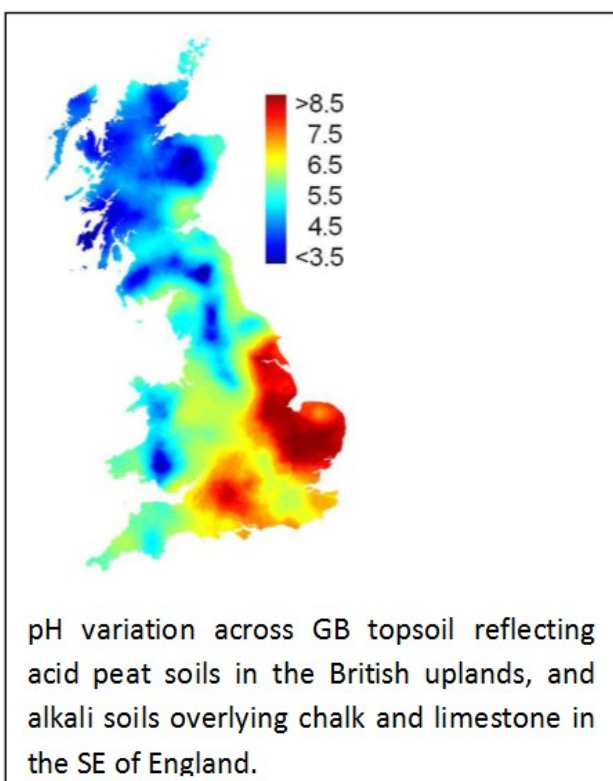 >8.5
7.5
6.5
5.5
4.5
<3.5
pH variation across GB topsoil reflecting
acid peat soils in the British uplands, and
alkali soils overlying chalk and limestone in
the SE of England.